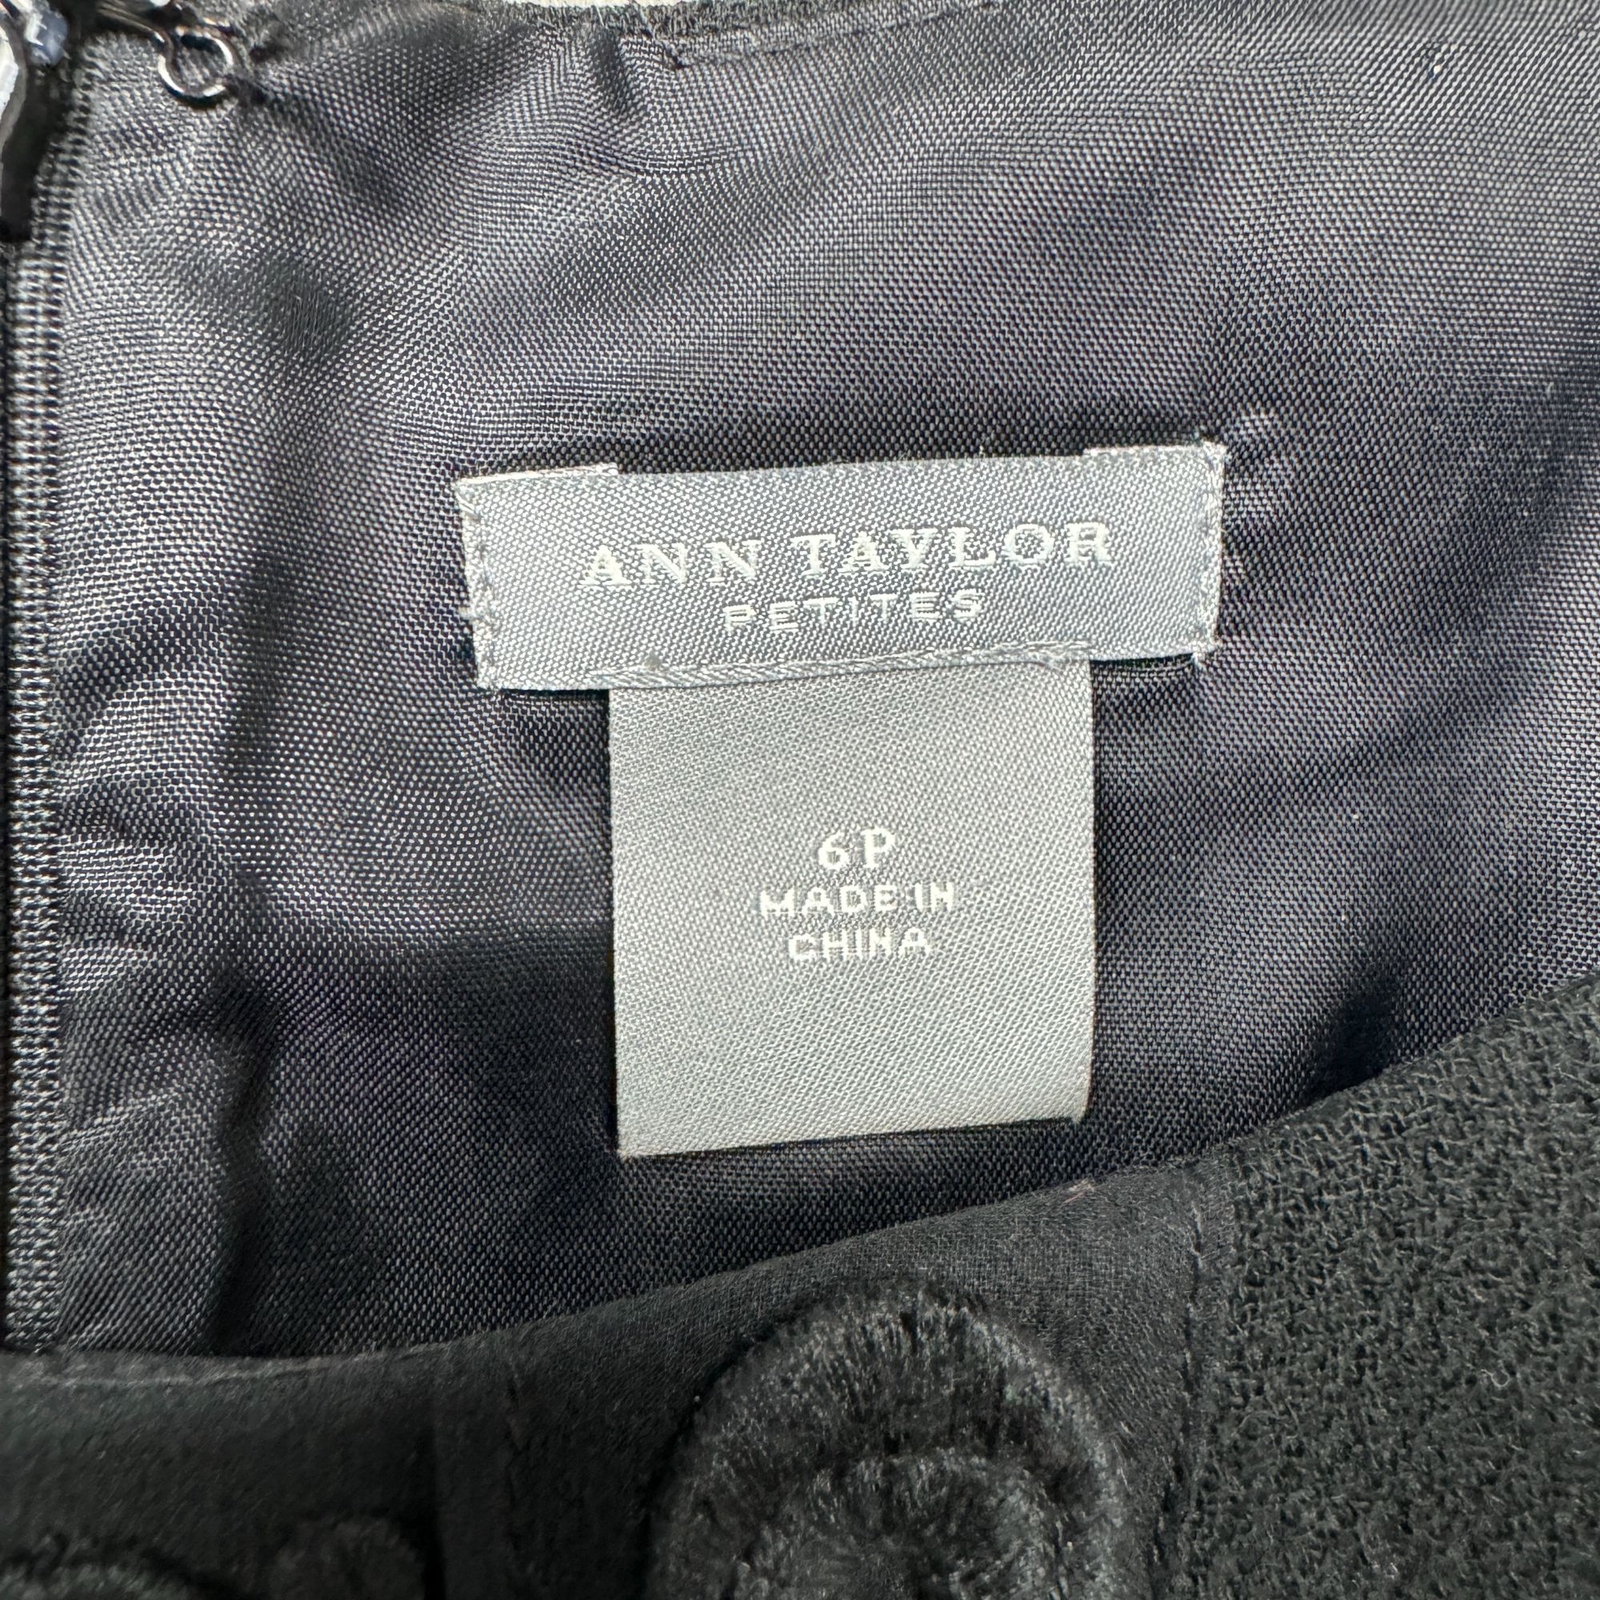 ANN TAYLOR
PETITES
6P
MADE IN
CHINA